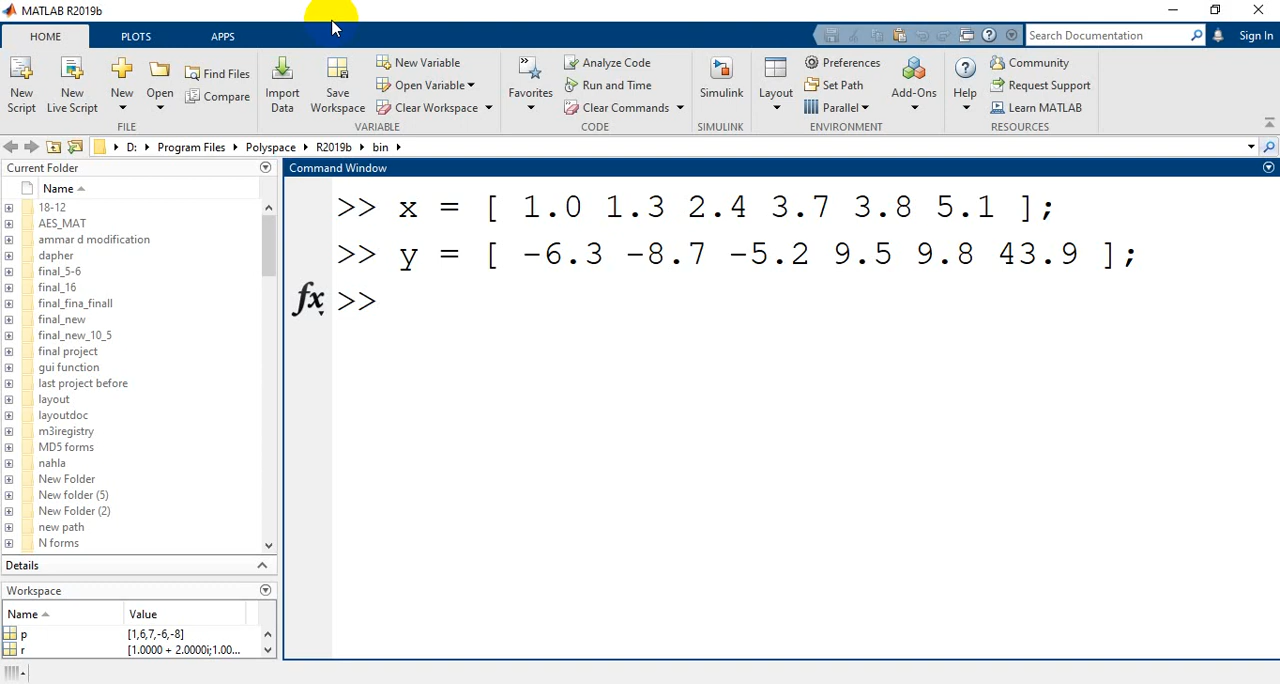 MATLAB R2019b
HOME PLOTS APPS
Search Documentation Sign In
New Script
New Live Script
New
Open
Find Files
Compare
FILE
Import Data
Save Workspace
New Variable
Open Variable
Clear Workspace
VARIABLE
Favorites
Analyze Code
Run and Time
Clear Commands
CODE
Simulink
SIMULINK
Layout
Preferences
Set Path
Parallel
Add-Ons
ENVIRONMENT
Help
Community
Request Support
Learn MATLAB
RESOURCES
D: Program Files Polyspace R2019b bin
Current Folder
Name
18-12
AES_MAT
ammar d modification
dapher
final_5-6
final_16
final_fina_finall
final_new
final_new_10_5
final project
gui function
last project before
layout
layoutdoc
m3iregistry
MD5 forms
nahla
New Folder
New folder (5)
New Folder (2)
new path
N forms
Details
Workspace
Name Value
p [1,6,7,-6,-8]
r [1.0000 + 2.0000i;1.00...
Command Window
>> x = [ 1.0 1.3 2.4 3.7 3.8 5.1 ];
>> y = [ -6.3 -8.7 -5.2 9.5 9.8 43.9 ];
fx >>